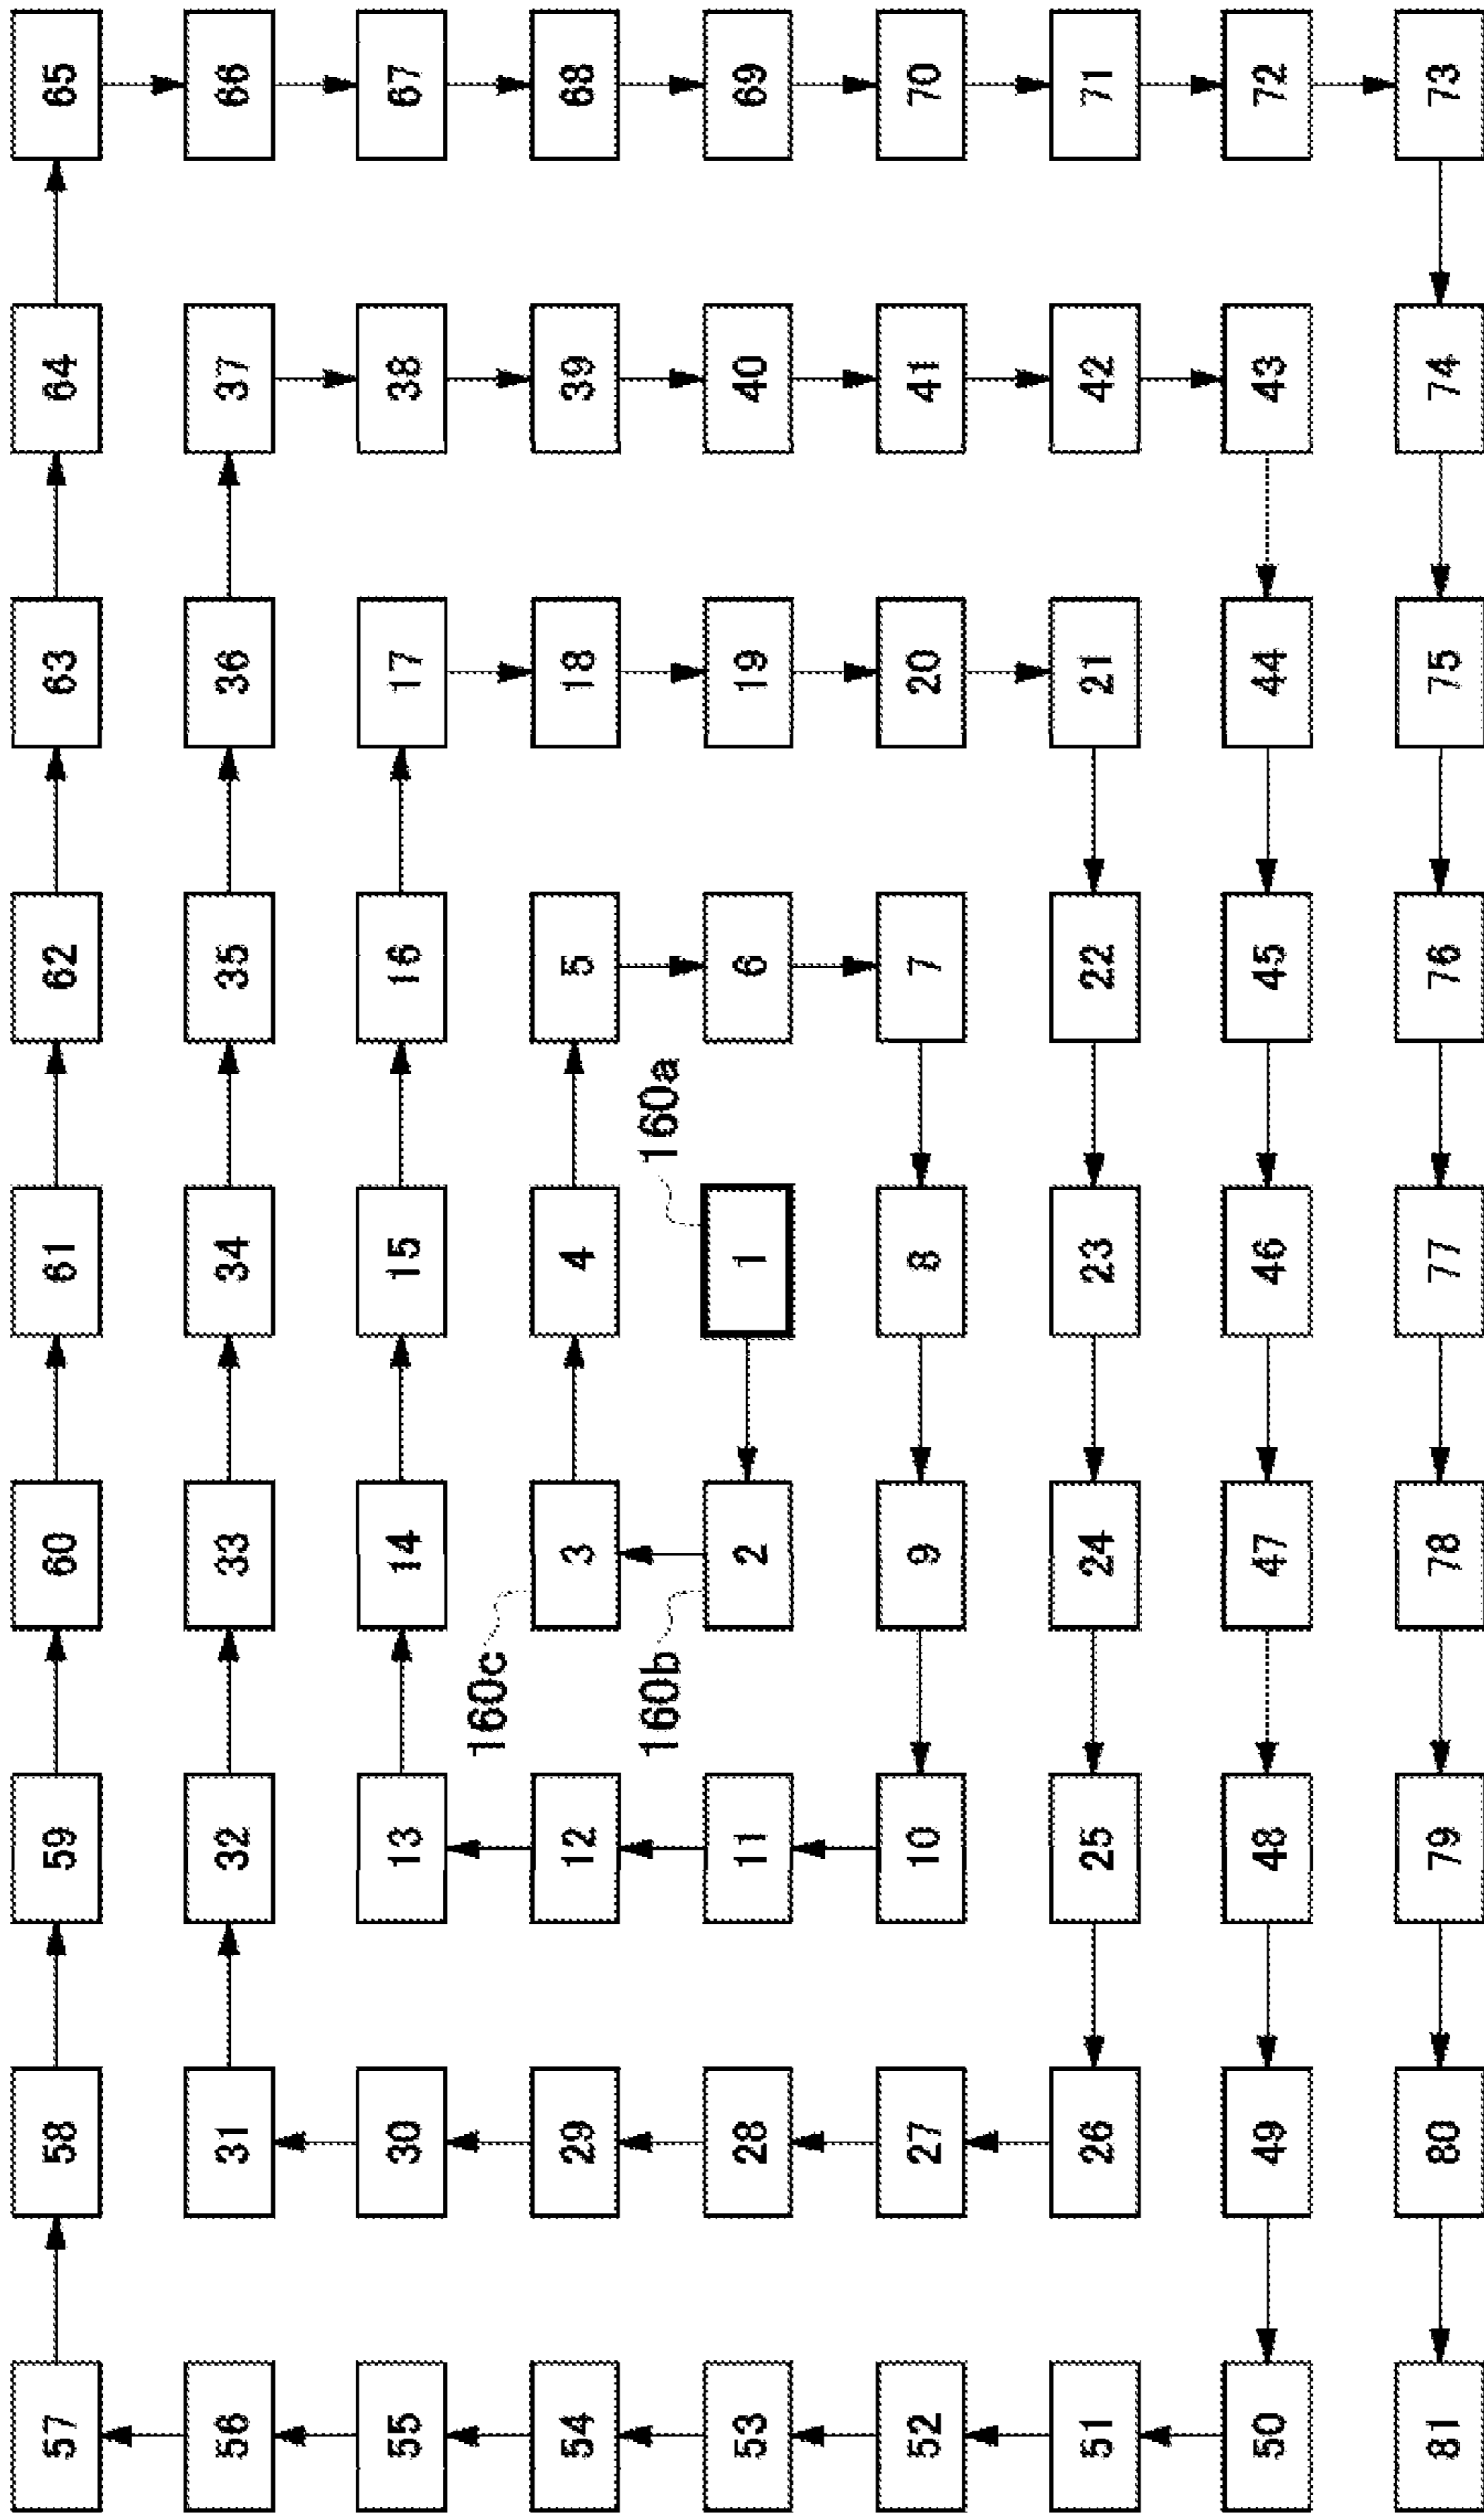 57 58 59 60 61 62 63 64 65
56 31 32 33 34 35 36 37 66
55 30 13 14 15 16 17 38 67
160c
54 29 12 3 4 5 18 39 68
160b 160a
53 28 11 2 1 6 19 40 69
52 27 10 9 8 7 20 41 70
51 26 25 24 23 22 21 42 71
50 49 48 47 46 45 44 43 72
81 80 79 78 77 76 75 74 73